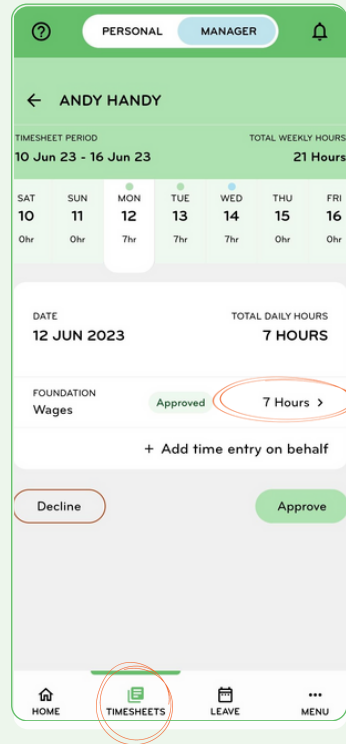 PERSONAL MANAGER
ANDY HANDY
TIMESHEET PERIOD TOTAL WEEKLY HOURS
10 Jun 23 - 16 Jun 23 21 Hours
SAT SUN MON TUE WED THU FRI
10 11 12 13 14 15 16
0hr 0hr 7hr 7hr 7hr 0hr 0hr
DATE TOTAL DAILY HOURS
12 JUN 2023 7 HOURS
FOUNDATION
Wages Approved 7 Hours >
+ Add time entry on behalf
Decline Approve
HOME TIMESHEETS LEAVE MENU